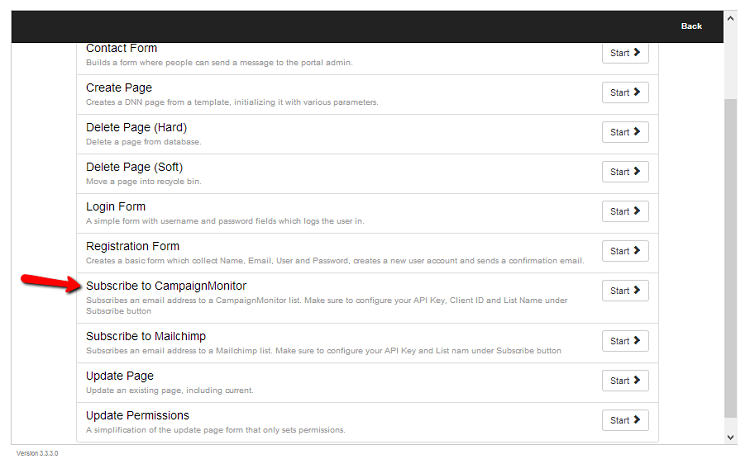 Back
Contact Form
Start
Builds a form where people can send a message to the portal admin.
Create Page
Start
Creates a DNN page from a template, initializing it with various parameters.
Delete Page (Hard)
Start
Delete a page from database.
Delete Page (Soft)
Start
Move a page into recycle bin.
Login Form
Start
A simple form with username and password fields which logs the user in.
Registration Form
Start
Creates a basic form which collect Name, Email, User and Password, creates a new user account and sends a confirmation email.
Subscribe to CampaignMonitor
Start
Subscribes an email address to a CampaignMonitor list. Make sure to configure your API Key, Client ID and List Name under
Subscribe button
Subscribe to Mailchimp
Start
Subscribes an email address to a Mailchimp list. Make sure to configure your API Key and List nam under Subscribe button
Update Page
Start
Update an existing page, including current.
Update Permissions
Start
A simplification of the update page form that only sets permissions.
Version 3.3.3.0